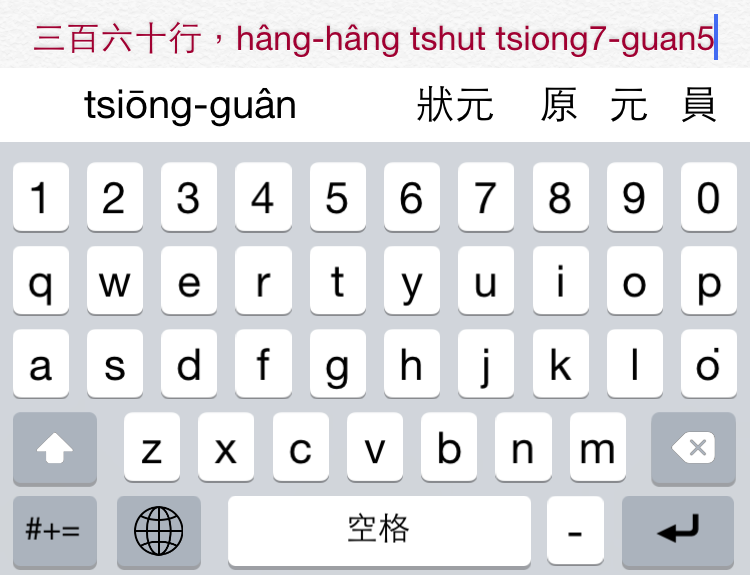 三百六十行，hâng-hâng tshut tsiong7-guan5
tsiōng-guân 狀元 原 元 員
1 2 3 4 5 6 7 8 9 0
q w e r t y u i o p
a s d f g h j k l o͘
z x c v b n m
#+= 空格 -